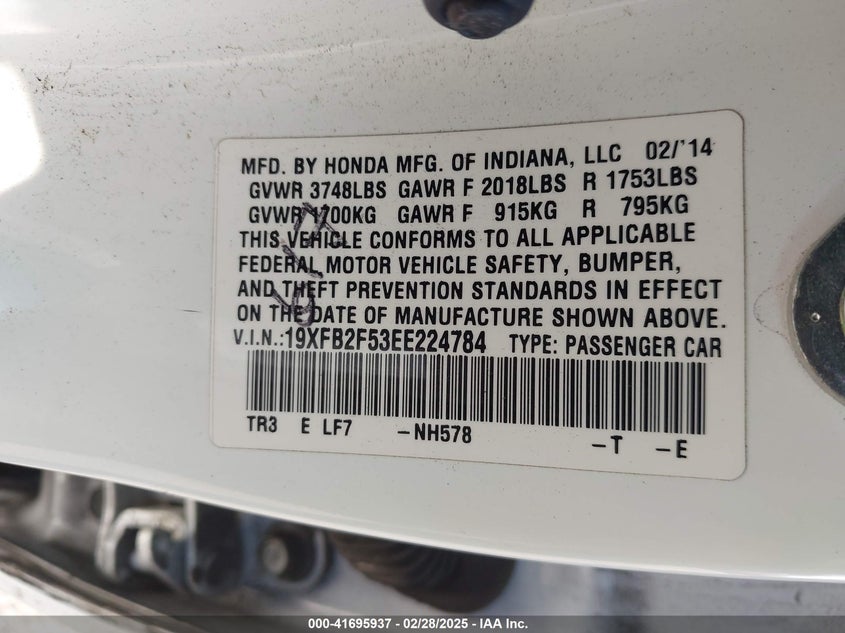 MFD. BY HONDA MFG. OF INDIANA, LLC 02/'14
GVWR 3748LBS GAWR F 2018LBS R 1753LBS
GVWR 1700KG GAWR F 915KG R 795KG
THIS VEHICLE CONFORMS TO ALL APPLICABLE
FEDERAL MOTOR VEHICLE SAFETY, BUMPER,
AND THEFT PREVENTION STANDARDS IN EFFECT
ON THE DATE OF MANUFACTURE SHOWN ABOVE.
V.I.N.:19XFB2F53EE224784 TYPE: PASSENGER CAR
TR3 E LF7 -NH578 -T -E
000-41695937 - 02/28/2025 - IAA Inc.